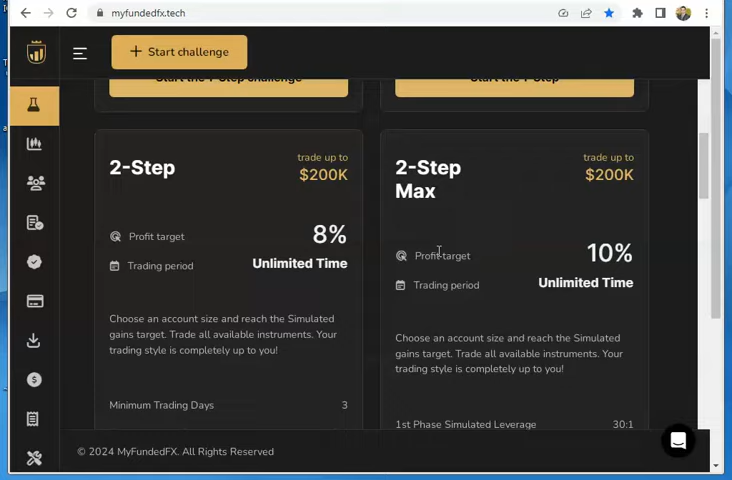 myfundedfx.tech
Start challenge
2-Step
trade up to
$200K
Profit target
8%
Trading period
Unlimited Time
Choose an account size and reach the Simulated
gains target. Trade all available instruments. Your
trading style is completely up to you!
Minimum Trading Days
3
2-Step
Max
trade up to
$200K
Profit target
10%
Trading period
Unlimited Time
Choose an account size and reach the Simulated
gains target. Trade all available instruments. Your
trading style is completely up to you!
1st Phase Simulated Leverage
30:1
© 2024 MyFundedFX. All Rights Reserved